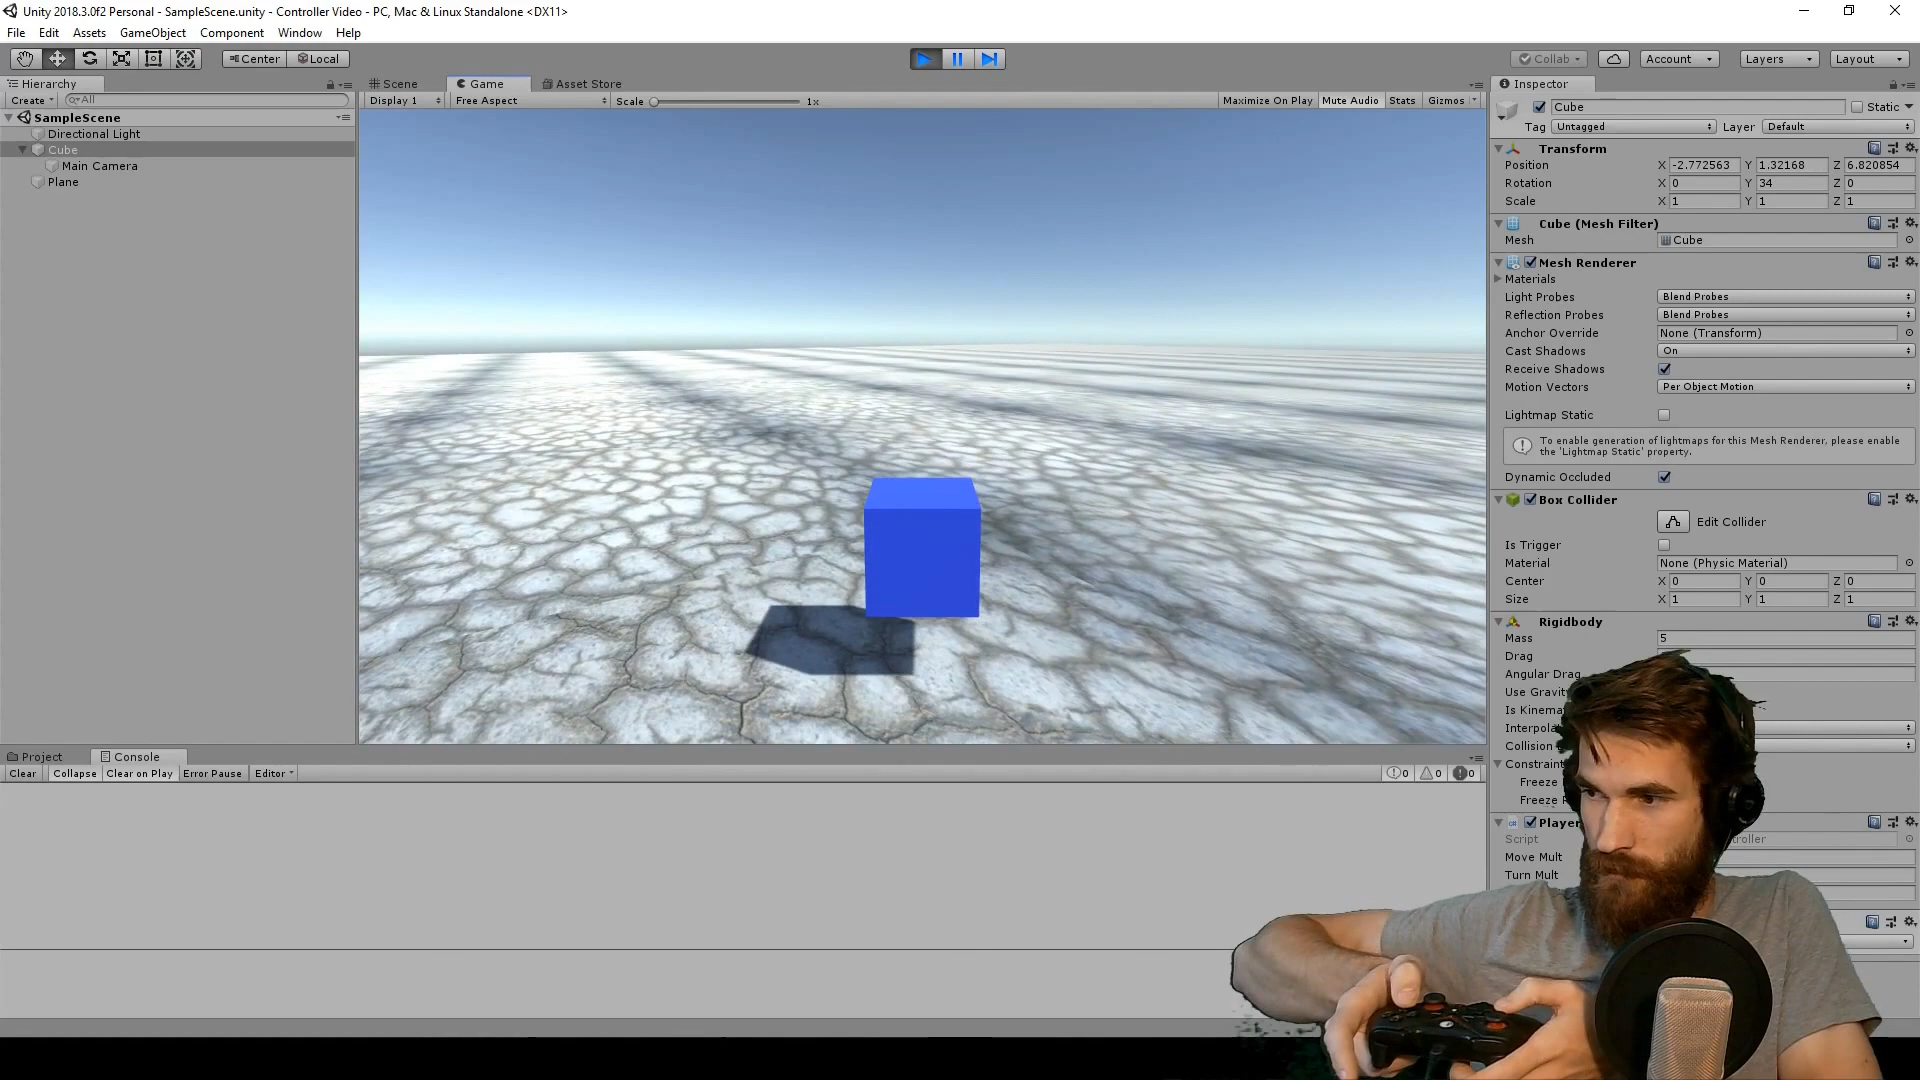 Unity 2018.3.0f2 Personal - SampleScene.unity - Controller Video - PC, Mac & Linux Standalone <DX11>
File Edit Assets GameObject Component Window Help
Center Local Collab Account Layers Layout
Hierarchy
Create All
SampleScene
Directional Light
Cube
Main Camera
Plane
Scene Game Asset Store
Display 1 Free Aspect Scale 1x Maximize On Play Mute Audio Stats Gizmos
Inspector
Cube Static
Tag Untagged Layer Default
Transform
Position X -2.772563 Y 1.32168 Z 6.820854
Rotation X 0 Y 34 Z 0
Scale X 1 Y 1 Z 1
Cube (Mesh Filter)
Mesh Cube
Mesh Renderer
Materials
Light Probes Blend Probes
Reflection Probes Blend Probes
Anchor Override None (Transform)
Cast Shadows On
Receive Shadows
Motion Vectors Per Object Motion
Lightmap Static
To enable generation of lightmaps for this Mesh Renderer, please enable
the 'Lightmap Static' property.
Dynamic Occluded
Box Collider
Edit Collider
Is Trigger
Material None (Physic Material)
Center X 0 Y 0 Z 0
Size X 1 Y 1 Z 1
Rigidbody
Mass 5
Drag
Angular Drag
Use
Is
Collision
Freeze
Freeze
Player
Script
Move Mult
Turn Mult
Project Console
Clear Collapse Clear on Play Error Pause Editor 0 0 0